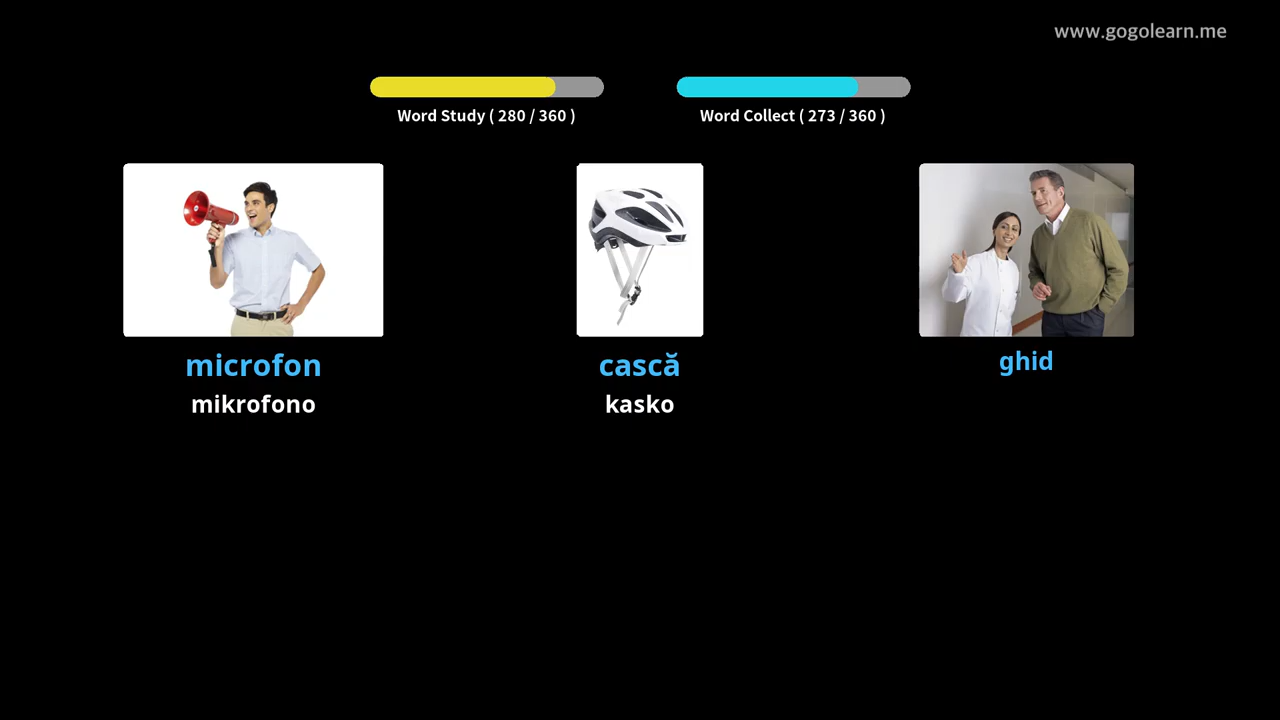 www.gogolearn.me
Word Study ( 280 / 360 )
Word Collect ( 273 / 360 )
microfon
mikrofono
cască
kasko
ghid